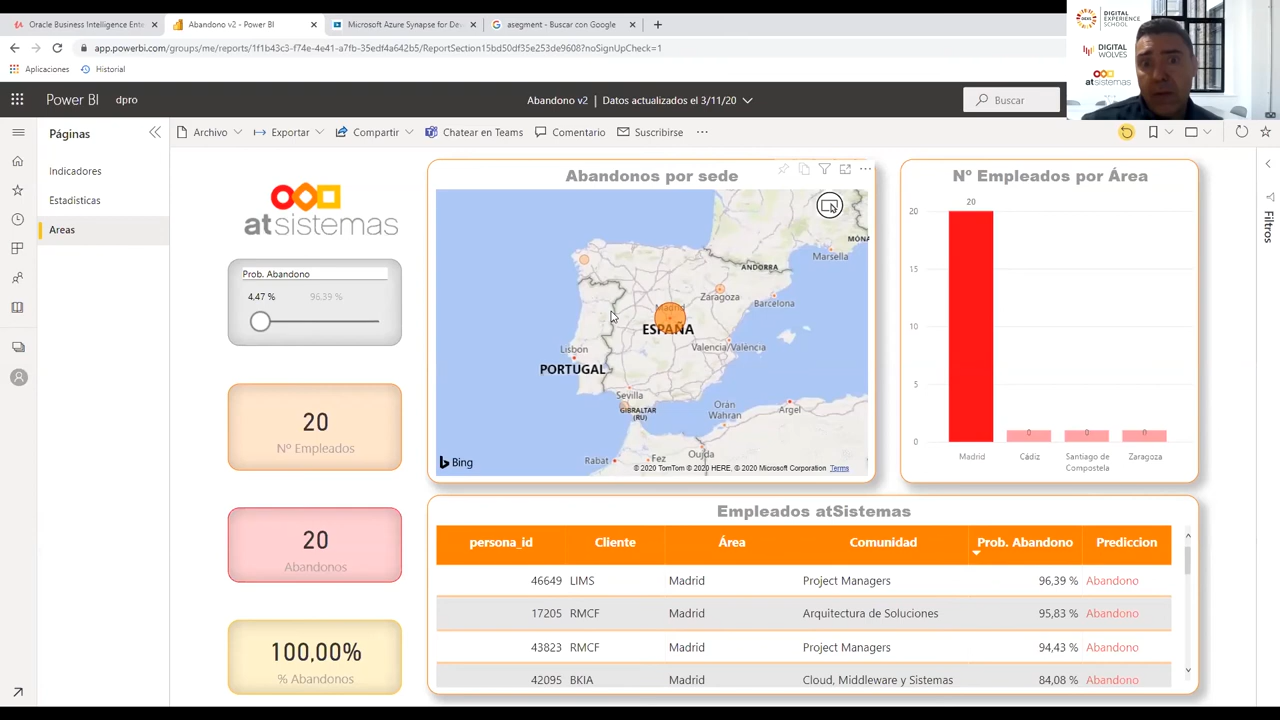 Oracle Business Intelligence Ente
Abandono v2 - Power BI
Microsoft Azure Synapse for De
asegment - Buscar con Google
app.powerbi.com/groups/me/reports/1f1b43c3-f74e-4e41-a7fb-35edf4a642b5/ReportSection15bd50df35e253de9608?noSignUpCheck=1
Aplicaciones
Historial
DIGITAL EXPERIENCE SCHOOL
DIGITAL WOLVES
atsistemas
Power BI
dpro
Abandono v2 | Datos actualizados el 3/11/20
Buscar
Páginas
Archivo
Exportar
Compartir
Chatear en Teams
Comentario
Suscribirse
Indicadores
Estadísticas
Areas
Filtros
atsistemas
Prob. Abandono
4.47 %
96.39 %
20
Nº Empleados
20
Abandonos
100,00%
% Abandonos
Abandonos por sede
MONA
Marsella
ANDORRA
Zaragoza
Barcelona
Madrid
ESPAÑA
Lisbon
PORTUGAL
Valencia/València
Sevilla
GIBRALTAR (RU)
Orán
Wahran
Argel
Rabat
Fez
Oujda
Bing
© 2020 TomTom © 2020 HERE, © 2020 Microsoft Corporation Terms
Nº Empleados por Área
20
20
15
10
5
0
0
0
0
Madrid
Cádiz
Santiago de Compostela
Zaragoza
Empleados atSistemas
persona_id Cliente Área Comunidad Prob. Abandono Prediccion
46649 LIMS Madrid Project Managers 96,39 % Abandono
17205 RMCF Madrid Arquitectura de Soluciones 95,83 % Abandono
43823 RMCF Madrid Project Managers 94,43 % Abandono
42095 BKIA Madrid Cloud, Middleware y Sistemas 84,08 % Abandono